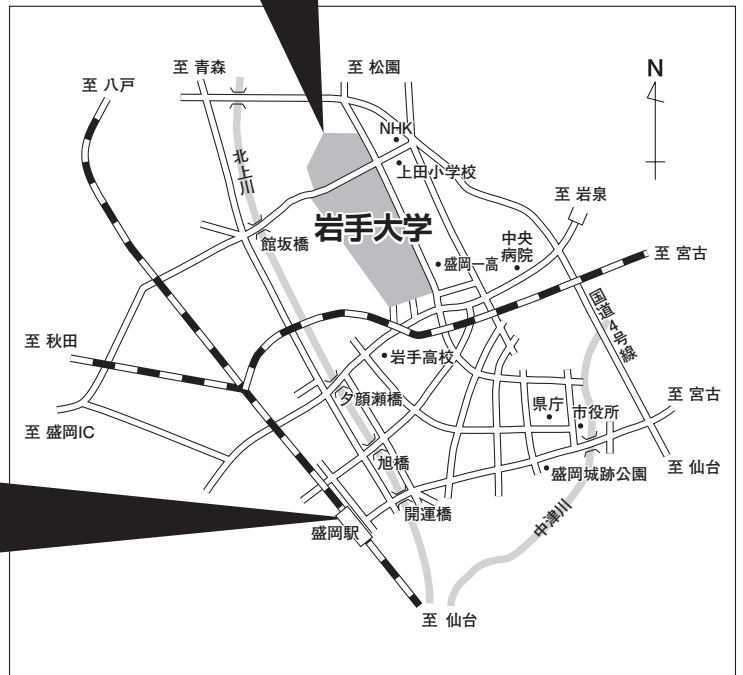 至 青森
至 松園
至 八戸
N
NHK
上田小学校
北上川
至 岩泉
岩手大学
館坂橋
中央
病院
盛岡一高
至 宮古
国道4号線
至 秋田
岩手高校
夕顔瀬橋
県庁
市役所
至 宮古
至 盛岡IC
旭橋
盛岡城跡公園
至 仙台
開運橋
中津川
盛岡駅
至 仙台